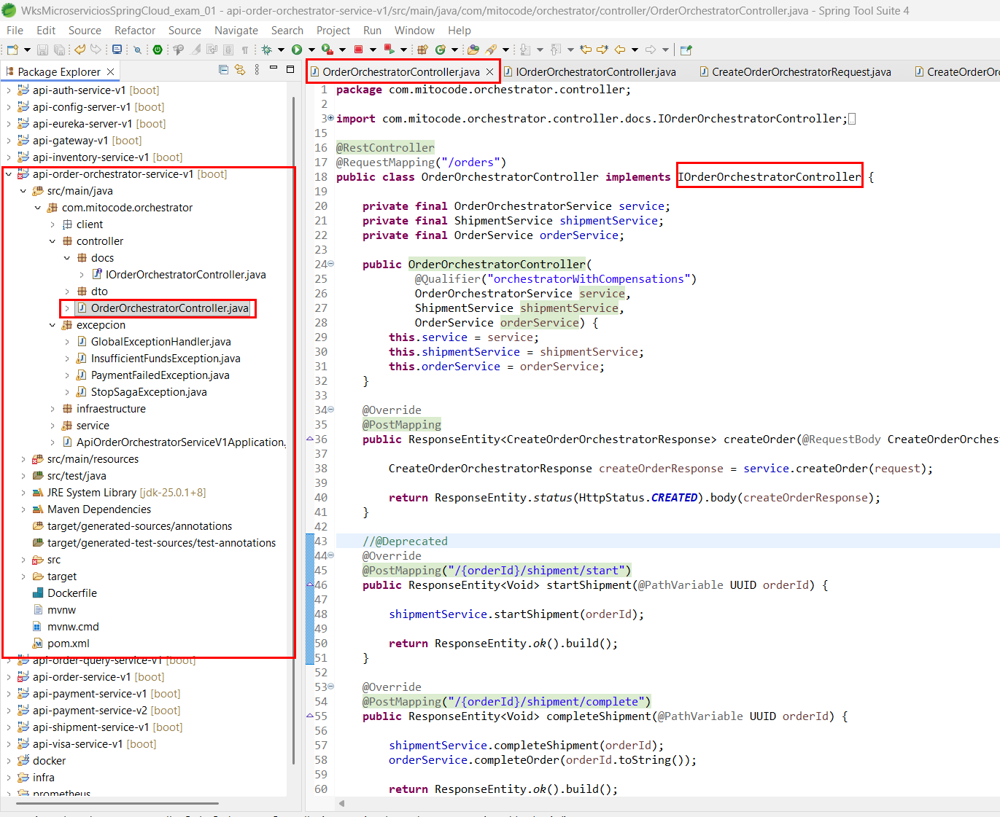 WksMicroserviciosSpringCloud_exam_01 - api-order-orchestrator-service-v1/src/main/java/com/mitocode/orchestrator/controller/OrderOrchestratorController.java - Spring Tool Suite 4
File Edit Source Refactor Source Navigate Search Project Run Window Help
Package Explorer
api-auth-service-v1 [boot]
api-config-server-v1 [boot]
api-eureka-server-v1 [boot]
api-gateway-v1 [boot]
api-inventory-service-v1 [boot]
api-order-orchestrator-service-v1 [boot]
src/main/java
com.mitocode.orchestrator
client
controller
docs
IOrderOrchestratorController.java
dto
OrderOrchestratorController.java
excepcion
GlobalExceptionHandler.java
InsufficientFundsException.java
PaymentFailedException.java
StopSagaException.java
infraestructure
service
ApiOrderOrchestratorServiceV1Application.
src/main/resources
src/test/java
JRE System Library [jdk-25.0.1+8]
Maven Dependencies
target/generated-sources/annotations
target/generated-test-sources/test-annotations
src
target
Dockerfile
mvnw
mvnw.cmd
pom.xml
api-order-query-service-v1 [boot]
api-order-service-v1 [boot]
api-payment-service-v1 [boot]
api-payment-service-v2 [boot]
api-shipment-service-v1 [boot]
api-visa-service-v1 [boot]
docker
infra
prometheus
OrderOrchestratorController.java IOrderOrchestratorController.java CreateOrderOrchestratorRequest.java CreateOrderOrc
1 package com.mitocode.orchestrator.controller;
2
3 import com.mitocode.orchestrator.controller.docs.IOrderOrchestratorController;
15
16 @RestController
17 @RequestMapping("/orders")
18 public class OrderOrchestratorController implements IOrderOrchestratorController {
19
20 private final OrderOrchestratorService service;
21 private final ShipmentService shipmentService;
22 private final OrderService orderService;
23
24 public OrderOrchestratorController(
25 @Qualifier("orchestratorWithCompensations")
26 OrderOrchestratorService service,
27 ShipmentService shipmentService,
28 OrderService orderService) {
29 this.service = service;
30 this.shipmentService = shipmentService;
31 this.orderService = orderService;
32 }
33
34 @Override
35 @PostMapping
36 public ResponseEntity<CreateOrderOrchestratorResponse> createOrder(@RequestBody CreateOrderOrches
37
38 CreateOrderOrchestratorResponse createOrderResponse = service.createOrder(request);
39
40 return ResponseEntity.status(HttpStatus.CREATED).body(createOrderResponse);
41 }
42
43 //@Deprecated
44 @Override
45 @PostMapping("/{orderId}/shipment/start")
46 public ResponseEntity<Void> startShipment(@PathVariable UUID orderId) {
47
48 shipmentService.startShipment(orderId);
49
50 return ResponseEntity.ok().build();
51 }
52
53 @Override
54 @PostMapping("/{orderId}/shipment/complete")
55 public ResponseEntity<Void> completeShipment(@PathVariable UUID orderId) {
56
57 shipmentService.completeShipment(orderId);
58 orderService.completeOrder(orderId.toString());
59
60 return ResponseEntity.ok().build();